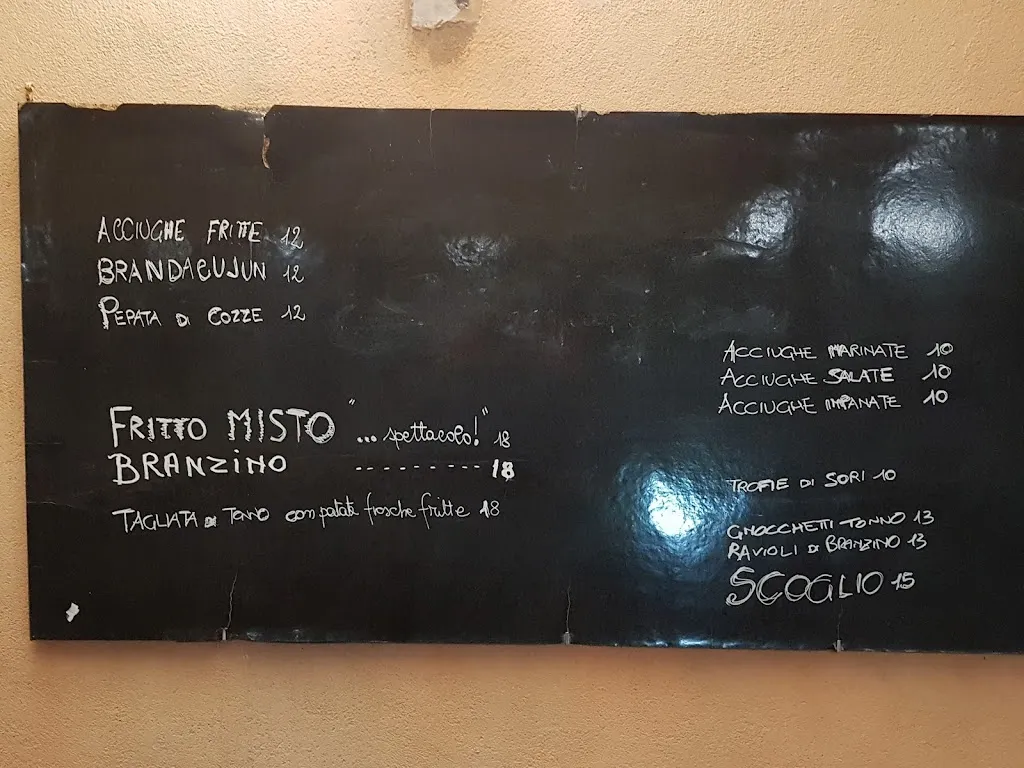 ACCIUGHE FRITTE 12
BRANDACUJUN 12
PEPATA DI COZZE 12
FRITTO MISTO "... spettacolo!" 18
BRANZINO --------- 18
TAGLIATA DI TONNO con patate fresche fritte 18
ACCIUGHE MARINATE 10
ACCIUGHE SALATE 10
ACCIUGHE IMPANATE 10
TROFIE DI SORI 10
GNOCCHETTI TONNO 13
RAVIOLI DI BRANZINO 13
SCOGLIO 15